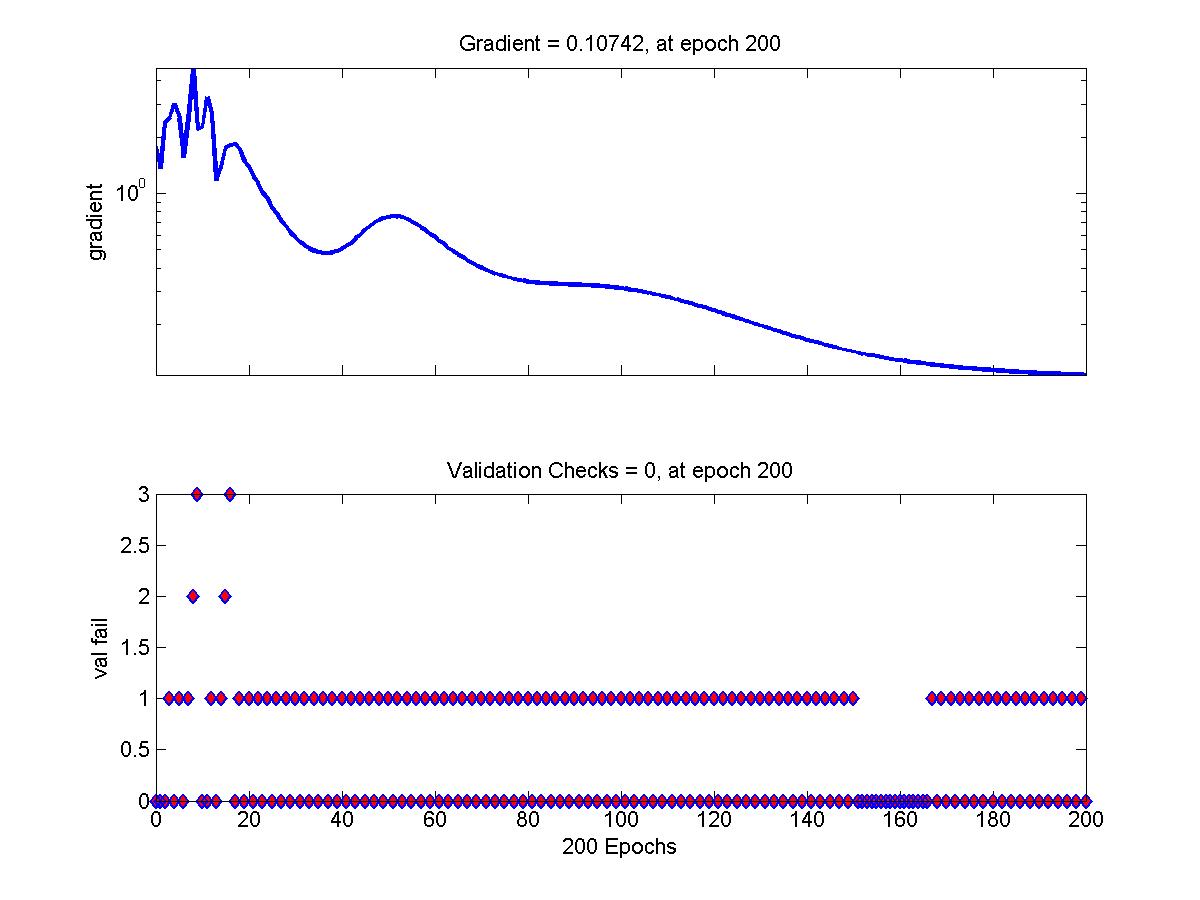 Gradient = 0.10742, at epoch 200
gradient
10^0
Validation Checks = 0, at epoch 200
val fail
3
2.5
2
1.5
1
0.5
0
0 20 40 60 80 100 120 140 160 180 200
200 Epochs